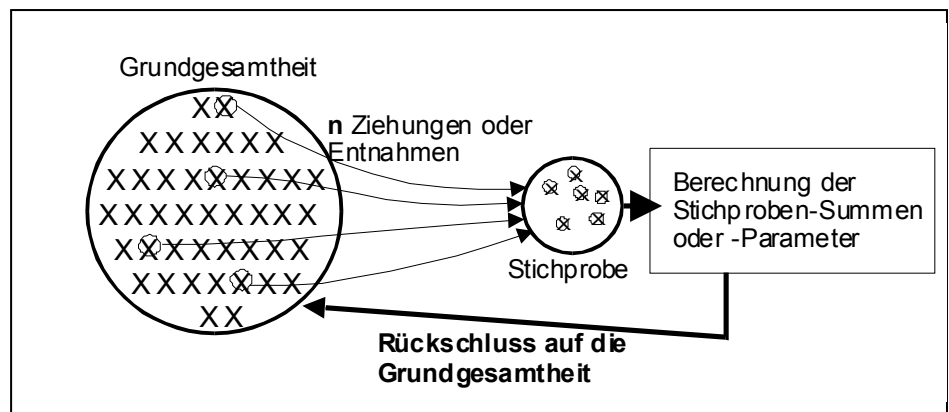 Grundgesamtheit
n Ziehungen oder
Entnahmen
Stichprobe
Berechnung der
Stichproben-Summen
oder -Parameter
Rückschluss auf die
Grundgesamtheit